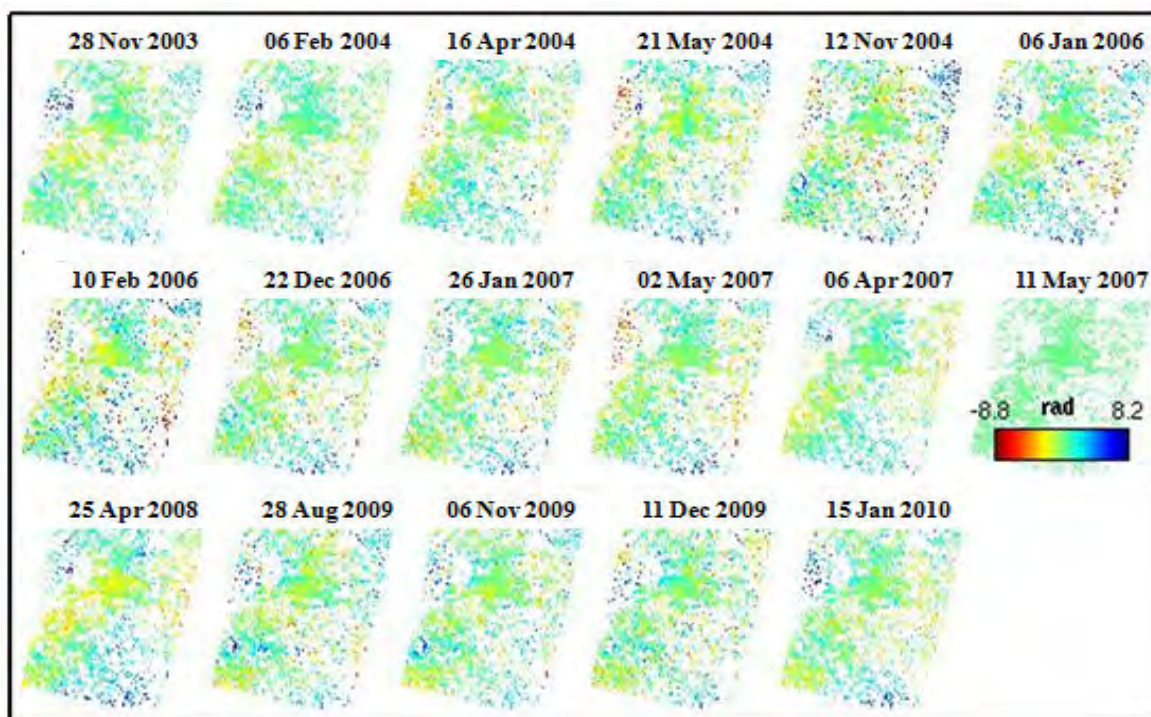 28 Nov 2003 06 Feb 2004 16 Apr 2004 21 May 2004 12 Nov 2004 06 Jan 2006
10 Feb 2006 22 Dec 2006 26 Jan 2007 02 May 2007 06 Apr 2007 11 May 2007
-8.8 rad 8.2
25 Apr 2008 28 Aug 2009 06 Nov 2009 11 Dec 2009 15 Jan 2010